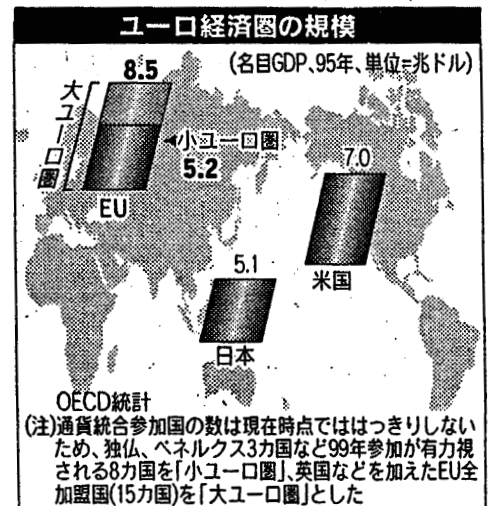 ユーロ経済圏の規模
(名目GDP、95年、単位=兆ドル)
8.5
大ユーロ圏
小ユーロ圏
5.2
EU
7.0
米国
5.1
日本
OECD統計
(注)通貨統合参加国の数は現在時点でははっきりしない
ため、独仏、ベネルクス3カ国など99年参加が有力視
される8カ国を「小ユーロ圏」、英国などを加えたEU全
加盟国(15カ国)を「大ユーロ圏」とした